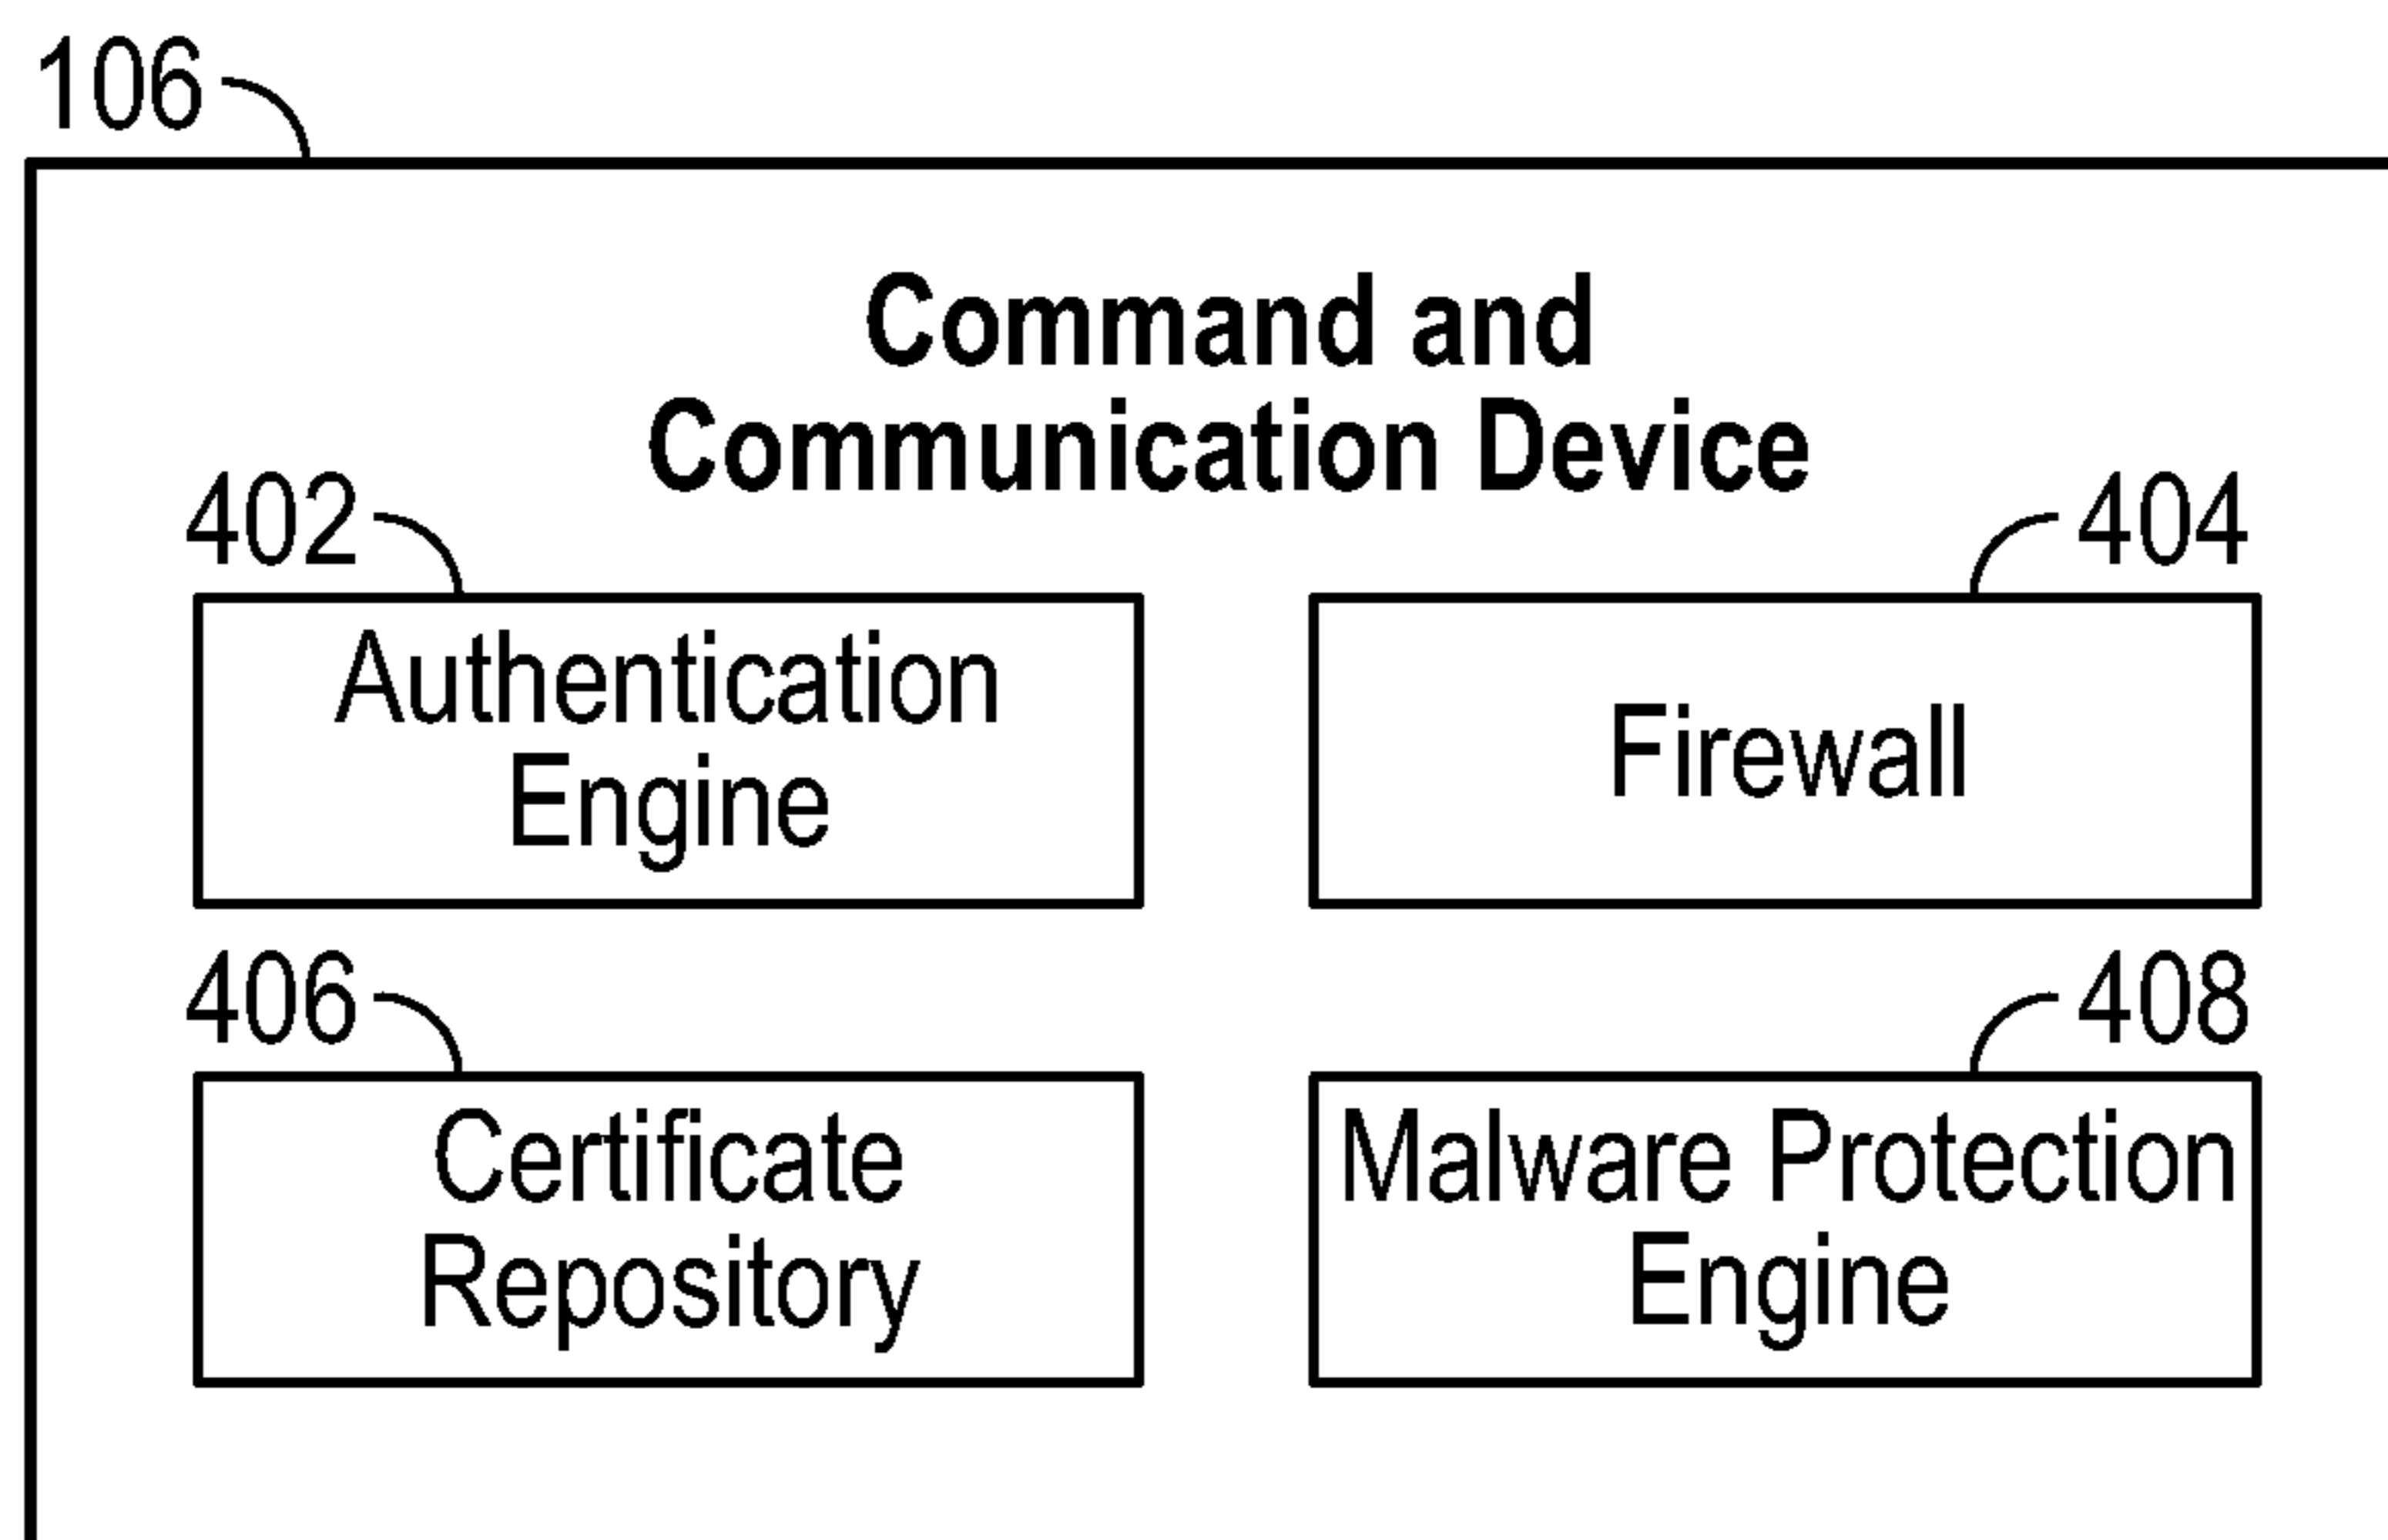 106
Command and
Communication Device
402
404
Authentication
Engine
Firewall
406
408
Certificate
Repository
Malware Protection
Engine